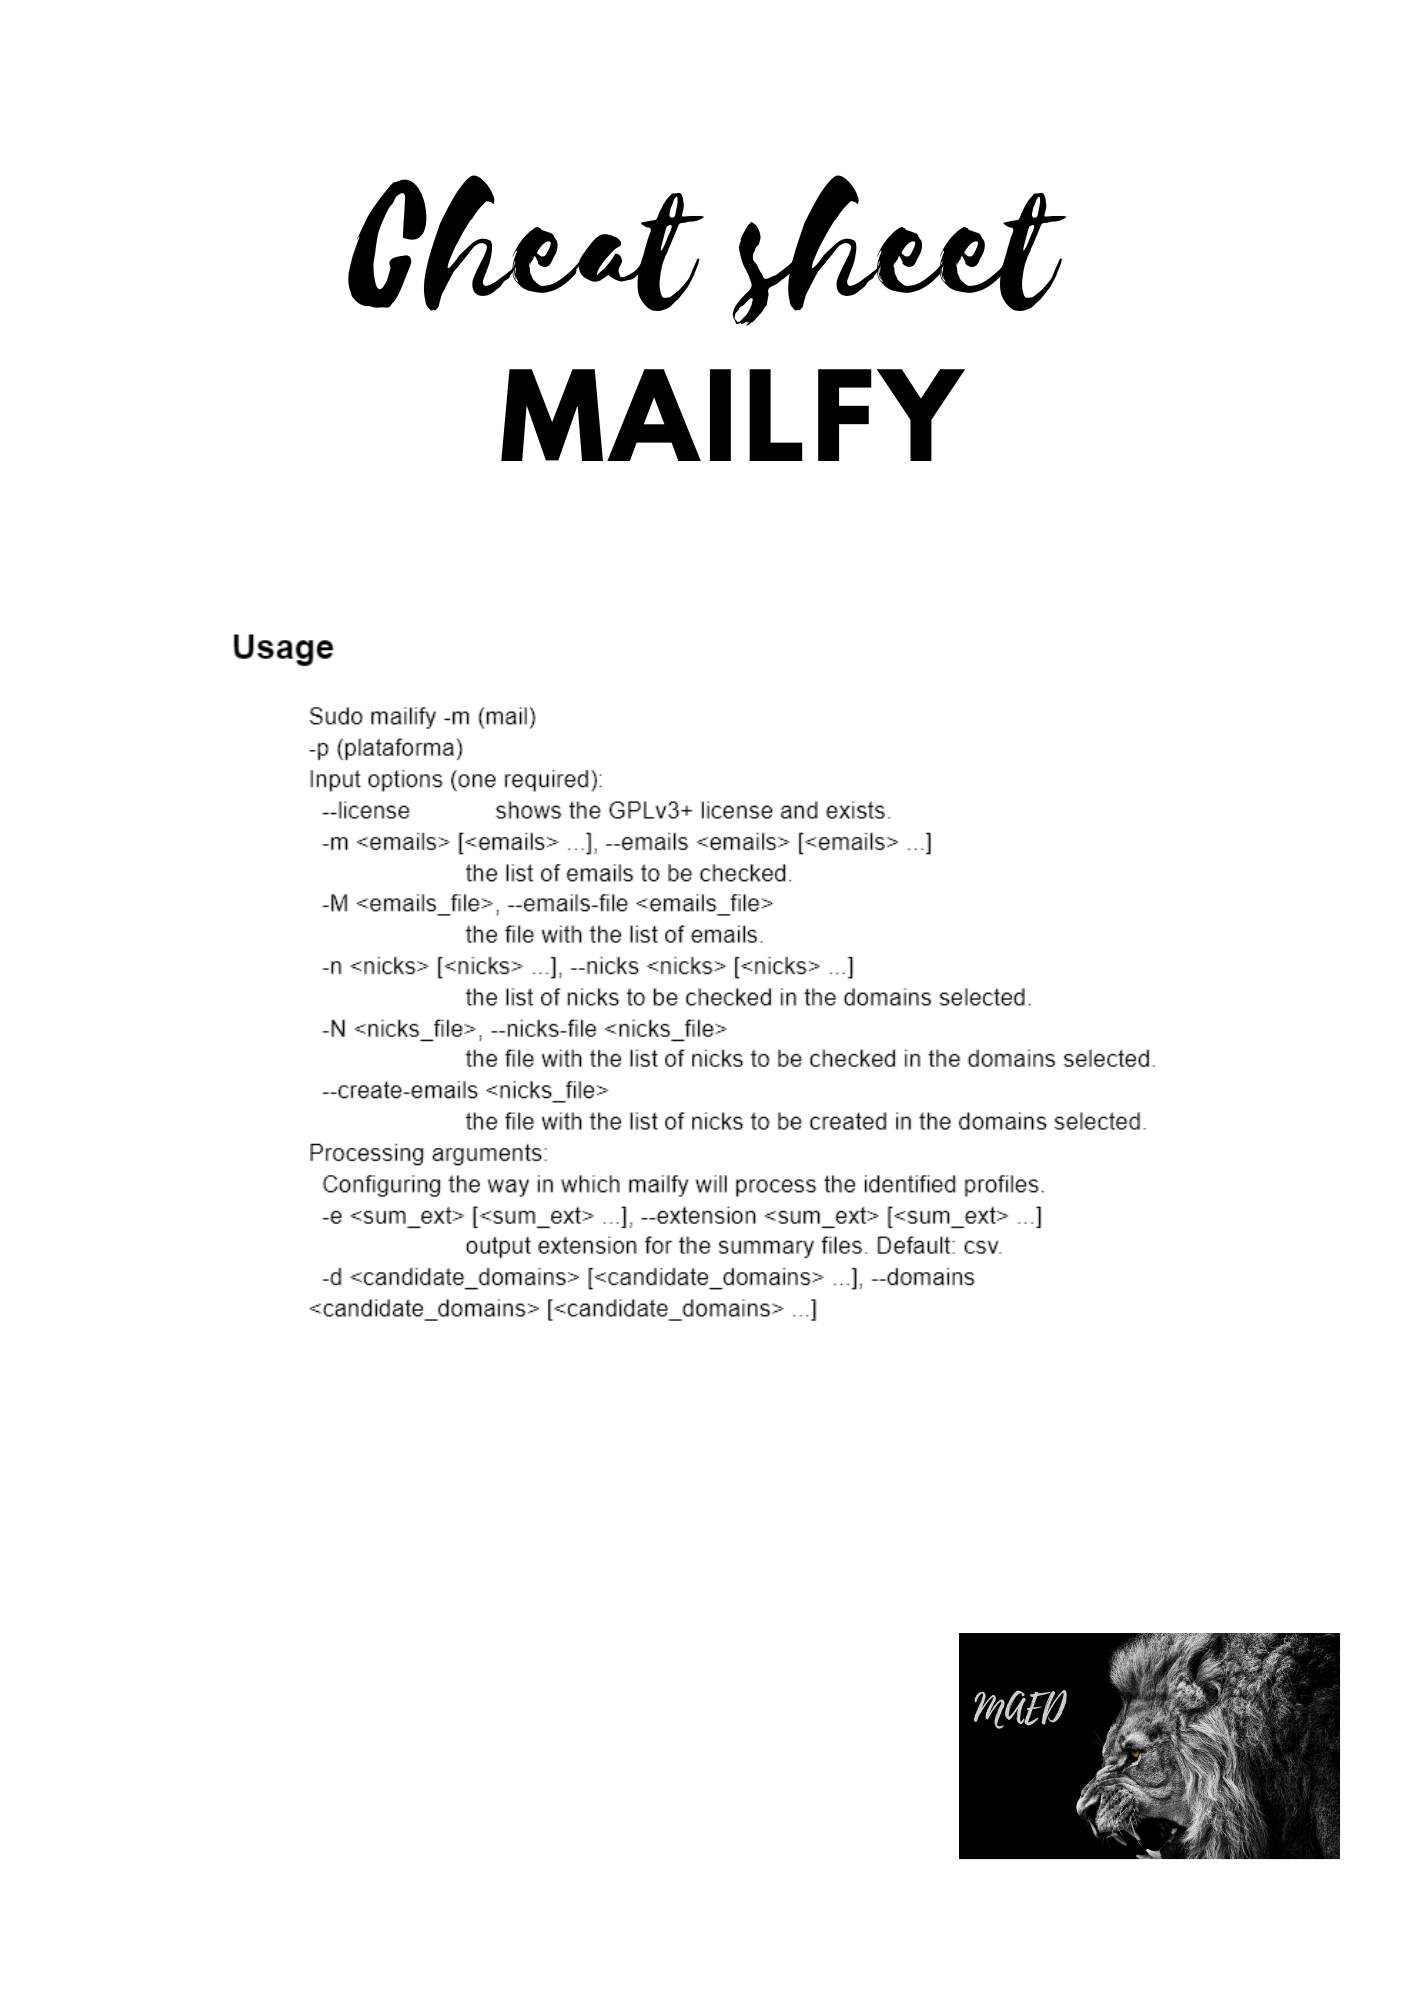 Cheat sheet
MAILFY
Usage
Sudo mailify -m (mail)
-p (plataforma)
Input options (one required):
--license shows the GPLv3+ license and exists.
-m <emails> [<emails> ...], --emails <emails> [<emails> ...]
the list of emails to be checked.
-M <emails_file>, --emails-file <emails_file>
the file with the list of emails.
-n <nicks> [<nicks> ...], --nicks <nicks> [<nicks> ...]
the list of nicks to be checked in the domains selected.
-N <nicks_file>, --nicks-file <nicks_file>
the file with the list of nicks to be checked in the domains selected.
--create-emails <nicks_file>
the file with the list of nicks to be created in the domains selected.
Processing arguments:
Configuring the way in which mailfy will process the identified profiles.
-e <sum_ext> [<sum_ext> ...], --extension <sum_ext> [<sum_ext> ...]
output extension for the summary files. Default: csv.
-d <candidate_domains> [<candidate_domains> ...], --domains
<candidate_domains> [<candidate_domains> ...]
MAED